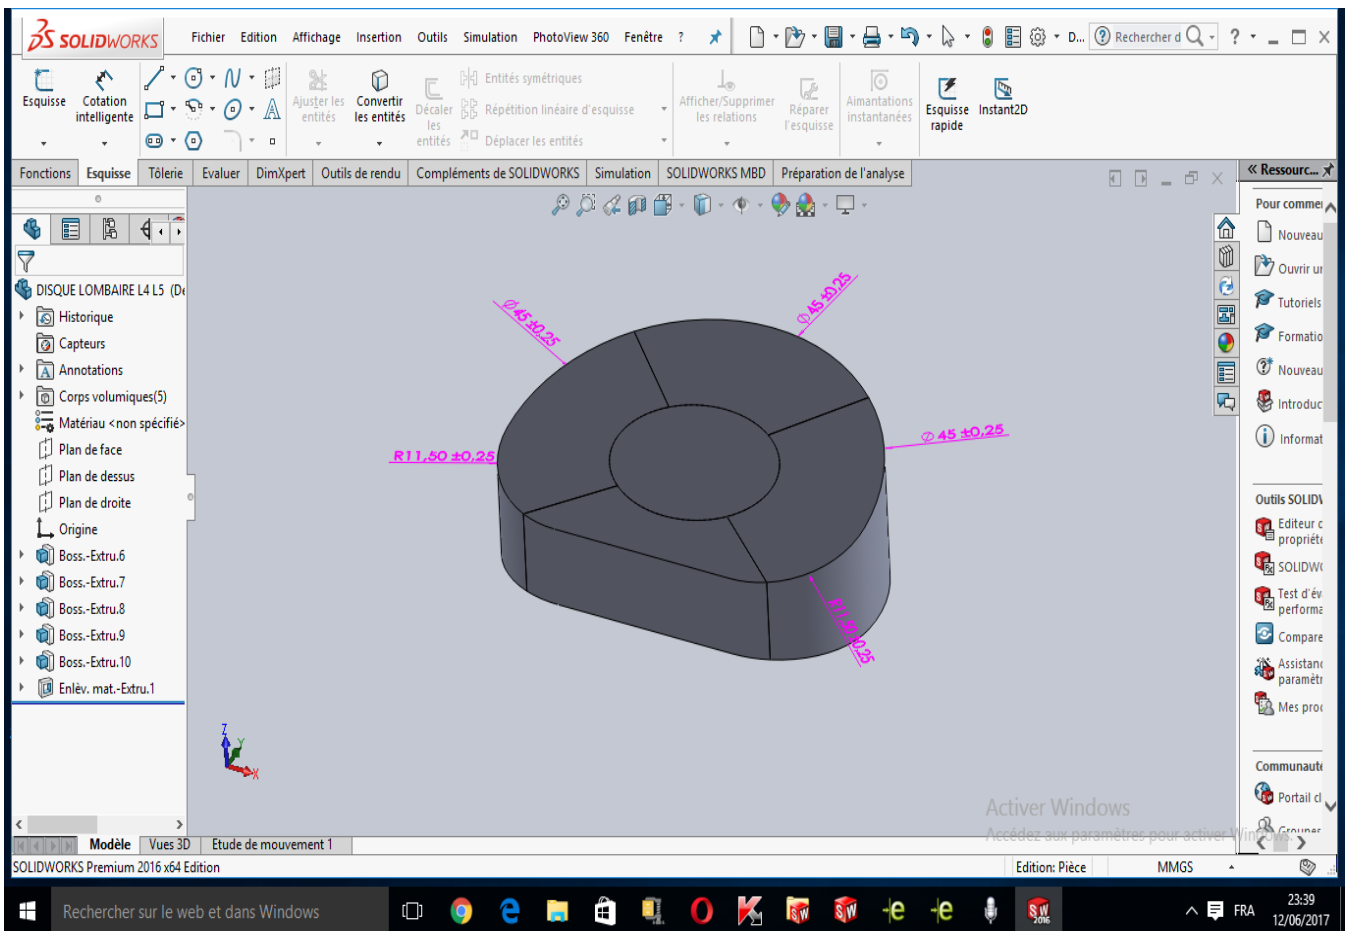 SOLIDWORKS
Fichier Edition Affichage Insertion Outils Simulation PhotoView 360 Fenêtre ?
D...
Rechercher d
?
Esquisse
Cotation
intelligente
Ajuster les
entités
Convertir
les entités
Décaler
les
entités
Entités symétriques
Répétition linéaire d'esquisse
Déplacer les entités
Afficher/Supprimer
les relations
Réparer
l'esquisse
Aimantations
instantanées
Esquisse
rapide
Instant2D
Fonctions Esquisse Tôlerie Evaluer DimXpert Outils de rendu Compléments de SOLIDWORKS Simulation SOLIDWORKS MBD Préparation de l'analyse
DISQUE LOMBAIRE L4 L5 (De
Historique
Capteurs
Annotations
Corps volumiques(5)
Matériau <non spécifié>
Plan de face
Plan de dessus
Plan de droite
Origine
Boss.-Extru.6
Boss.-Extru.7
Boss.-Extru.8
Boss.-Extru.9
Boss.-Extru.10
Enlèv. mat.-Extru.1
Ø45 ±0,25
Ø45 ±0,25
Ø 45 ±0,25
R11,50 ±0,25
R11,50 ±0,25
Z
Y
X
« Ressourc...
Pour commen
Nouveau
Ouvrir un
Tutoriels
Formatio
Nouveau
Introduc
Informat
Outils SOLIDW
Editeur d
propriété
SOLIDWO
Test d'év
performa
Compare
Assistanc
paramètr
Mes proc
Communauté
Portail cl
Groupes
Activer Windows
Accédez aux paramètres pour activer Windows.
Modèle Vues 3D Etude de mouvement 1
SOLIDWORKS Premium 2016 x64 Edition
Edition: Pièce
MMGS
Rechercher sur le web et dans Windows
FRA
23:39
12/06/2017